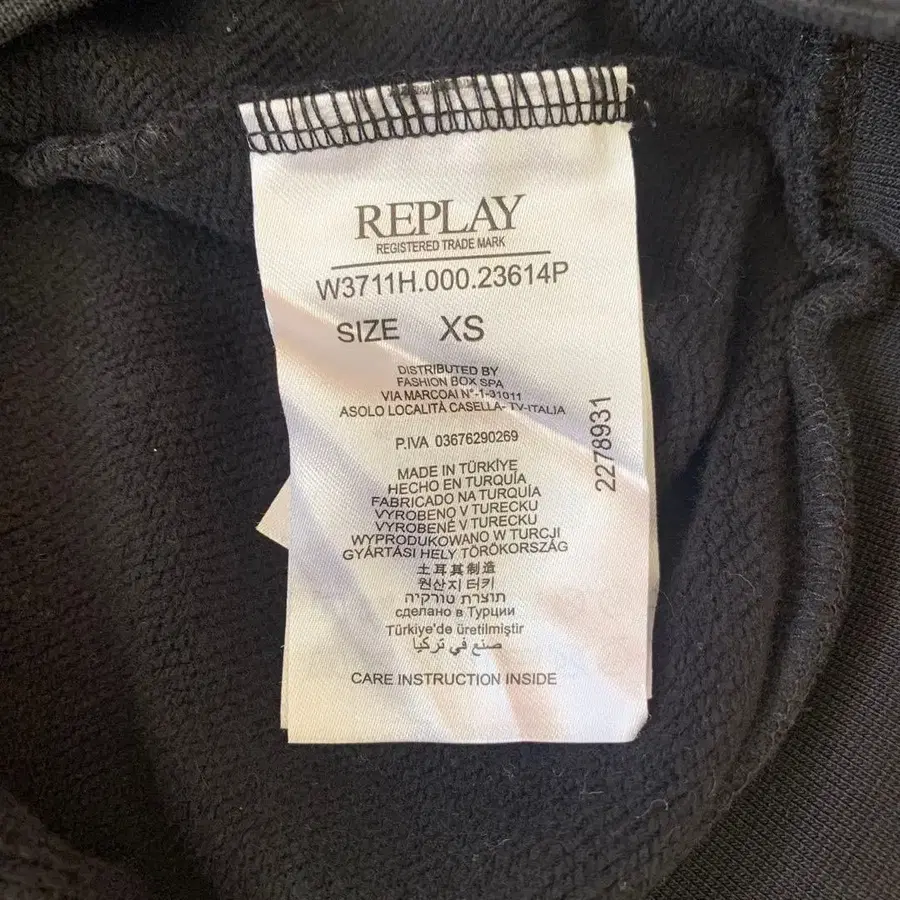 REPLAY
REGISTERED TRADE MARK
W3711H.000.23614P
SIZE XS
DISTRIBUTED BY
FASHION BOX SPA
VIA MARCOAI N°-1-31011
ASOLO LOCALITÀ CASELLA- TV-ITALIA
P.IVA 03676290269
2278931
MADE IN TÜRKİYE
HECHO EN TURQUÍA
FABRICADO NA TURQUÍA
VYROBENO V TURECKU
VYROBENÉ V TURECKU
WYPRODUKOWANO W TURCJI
GYÁRTÁSI HELY TÖRÖKORSZÁG
土耳其制造
원산지 터키
תוצרת טורקיה
сделано в Турции
Türkiye'de üretilmiştir
صنع في تركيا
CARE INSTRUCTION INSIDE